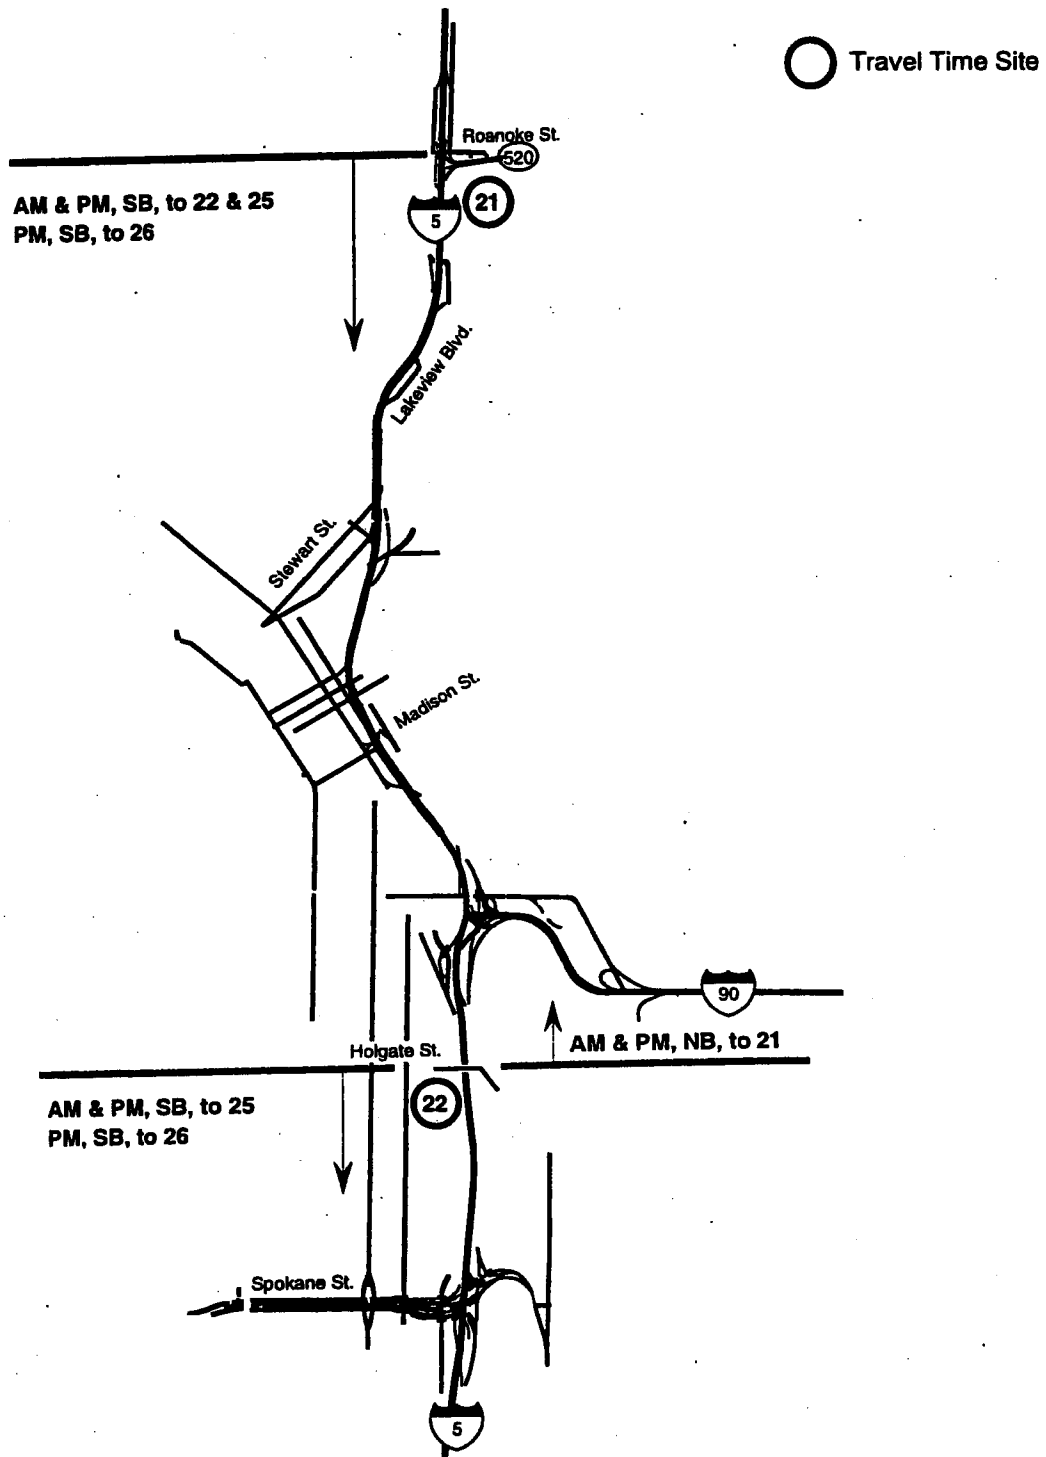 Travel Time Site
Roanoke St.
520
AM & PM, SB, to 22 & 25
PM, SB, to 26
21
5
Lakeview Blvd.
Stewart St.
Madison St.
90
AM & PM, NB, to 21
Holgate St.
22
AM & PM, SB, to 25
PM, SB, to 26
Spokane St.
5